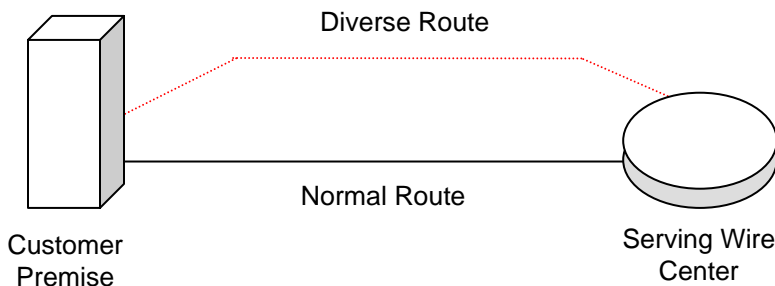 Diverse Route
Normal Route
Customer
Premise
Serving Wire
Center